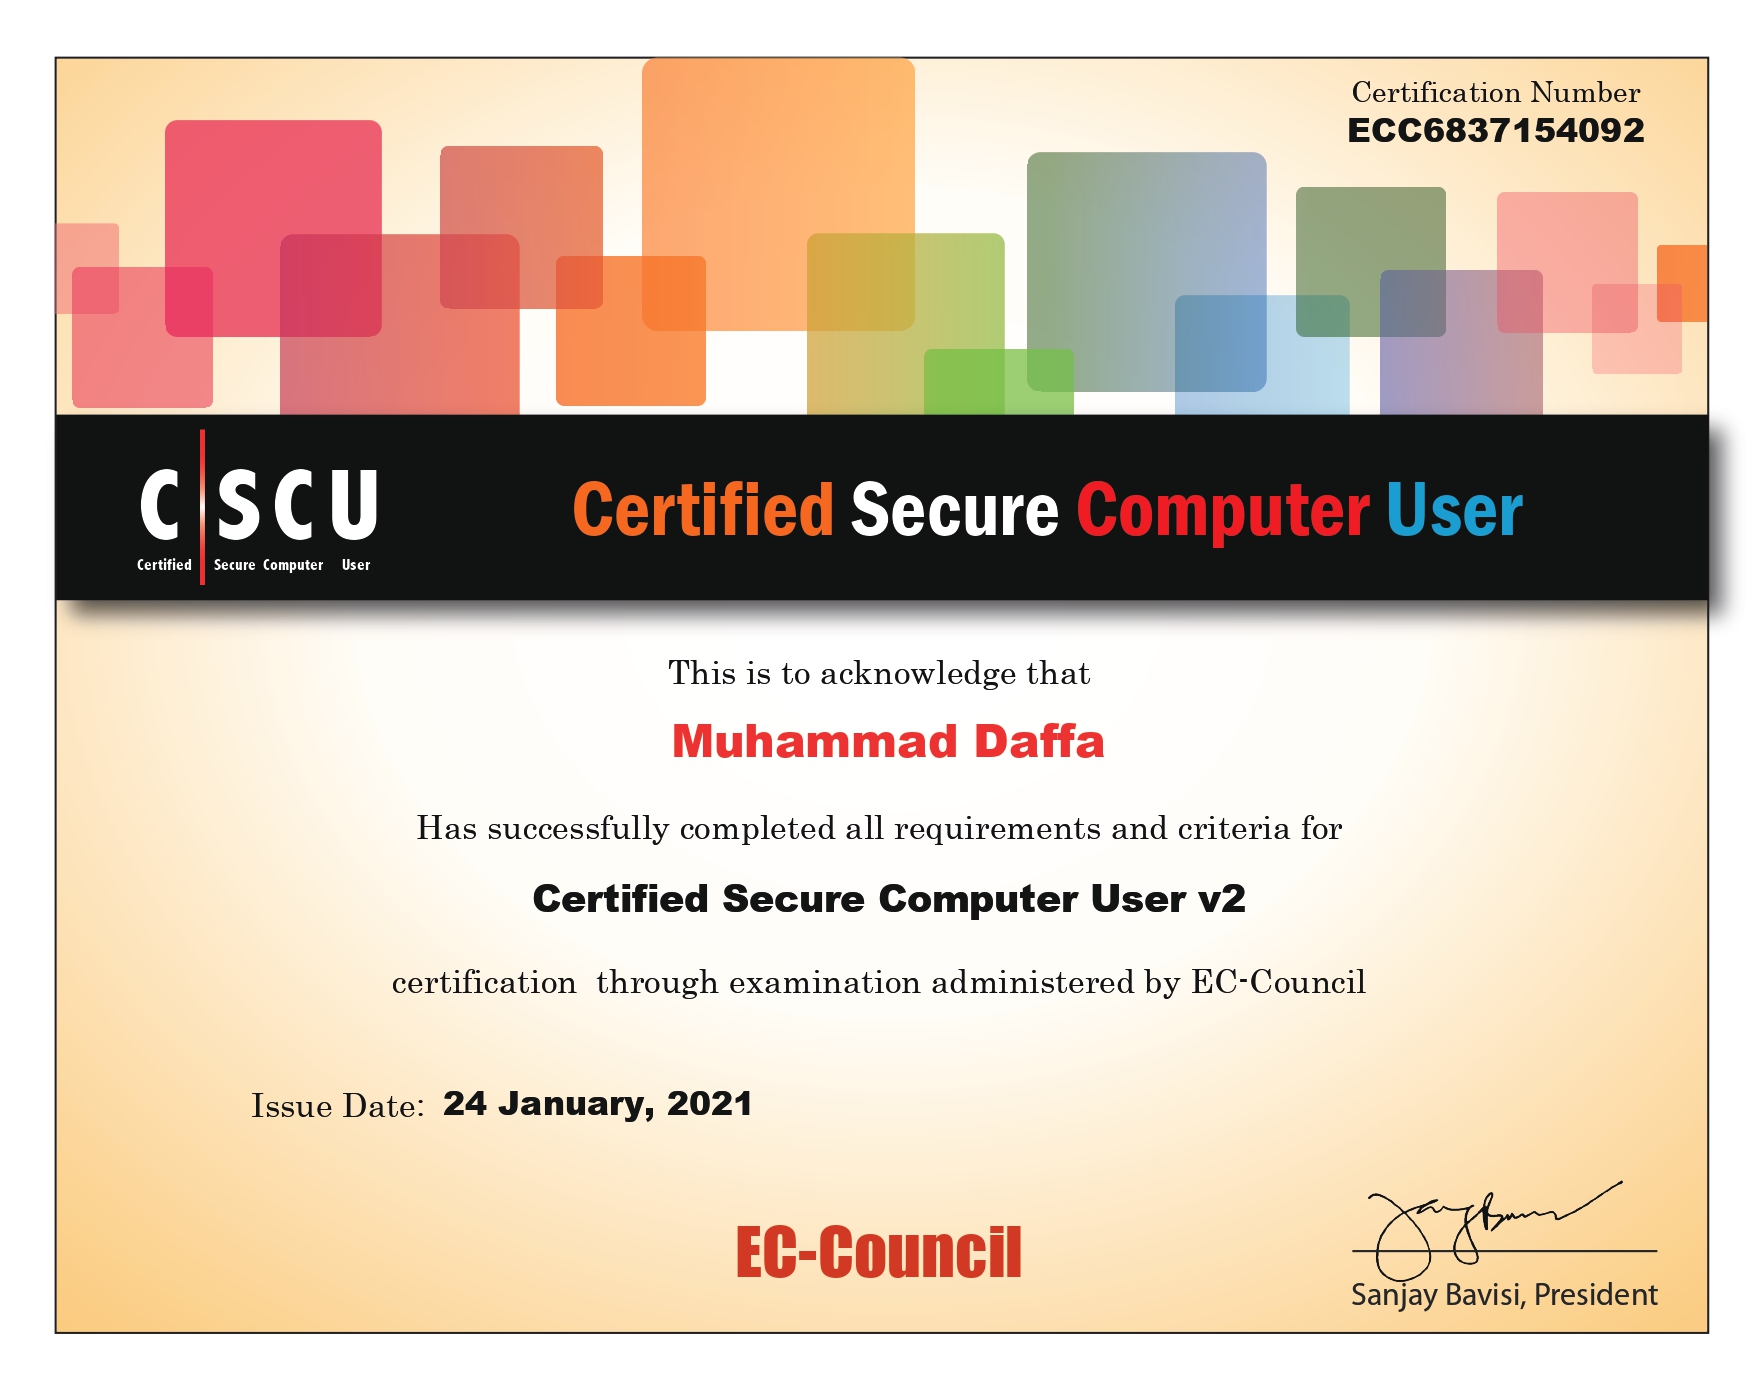 Certification Number
ECC6837154092
C SCU
Certified Secure Computer User
Certified Secure Computer User
This is to acknowledge that
Muhammad Daffa
Has successfully completed all requirements and criteria for
Certified Secure Computer User v2
certification through examination administered by EC-Council
Issue Date: 24 January, 2021
EC-Council
Sanjay Bavisi, President